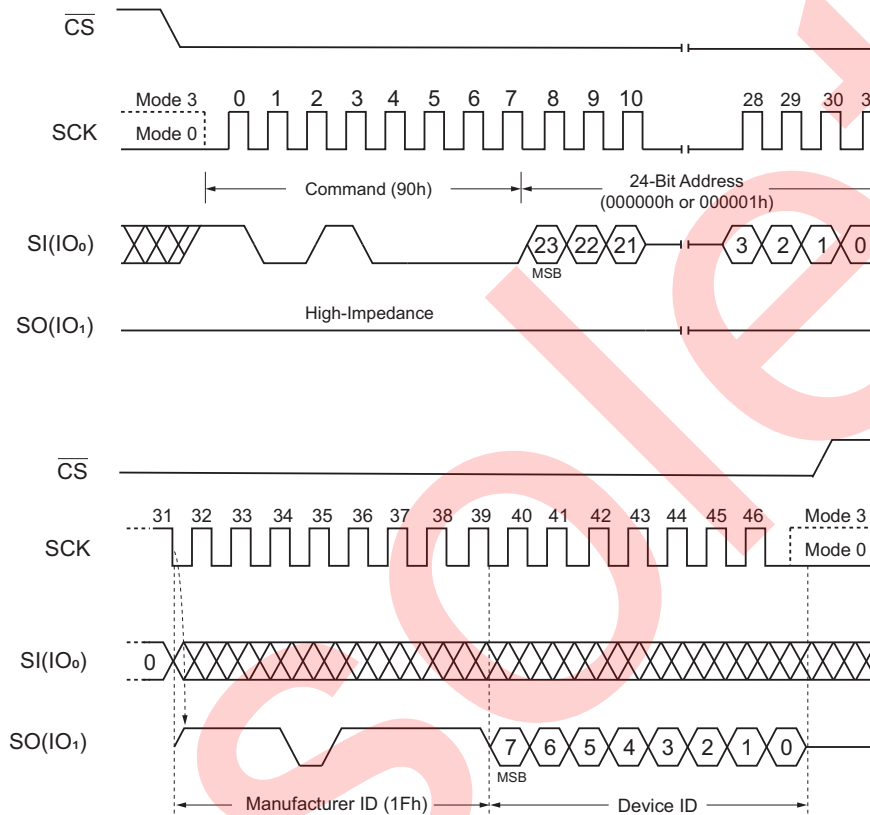 CS
Mode 3 0 1 2 3 4 5 6 7 8 9 10 28 29 30 3
SCK Mode 0
Command (90h) 24-Bit Address
(000000h or 000001h)
SI(IO₀) 23 22 21 3 2 1 0
MSB
High-Impedance
SO(IO₁)
CS
31 32 33 34 35 36 37 38 39 40 41 42 43 44 45 46 Mode 3
SCK Mode 0
SI(IO₀) 0
SO(IO₁) 7 6 5 4 3 2 1 0
MSB
Manufacturer ID (1Fh) Device ID